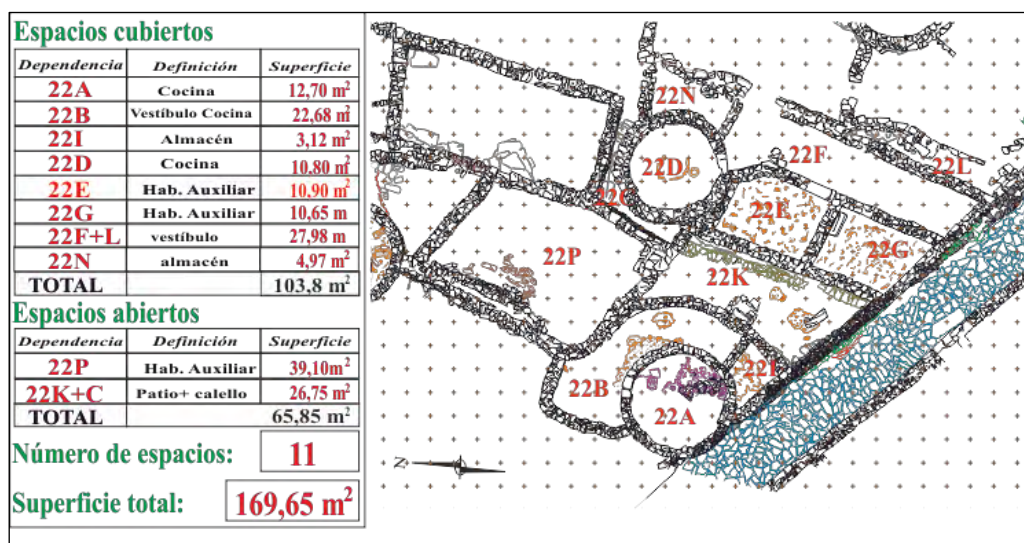 Espacios cubiertos
Dependencia Definición Superficie
22A Cocina 12,70 m²
22B Vestíbulo Cocina 22,68 m²
22I Almacén 3,12 m²
22D Cocina 10.80 m²
22E Hab. Auxiliar 10,90 m²
22G Hab. Auxiliar 10,65 m
22F+L vestíbulo 27,98 m
22N almacén 4,97 m²
TOTAL 103,8 m²
Espacios abiertos
Dependencia Definición Superficie
22P Hab. Auxiliar 39,10m²
22K+C Patio+ calello 26,75 m²
TOTAL 65,85 m²
Número de espacios: 11
Superficie total: 169,65 m²
22N
22D
22F
22L
22C
22E
22G
22P
22K
22B
22I
22A
N